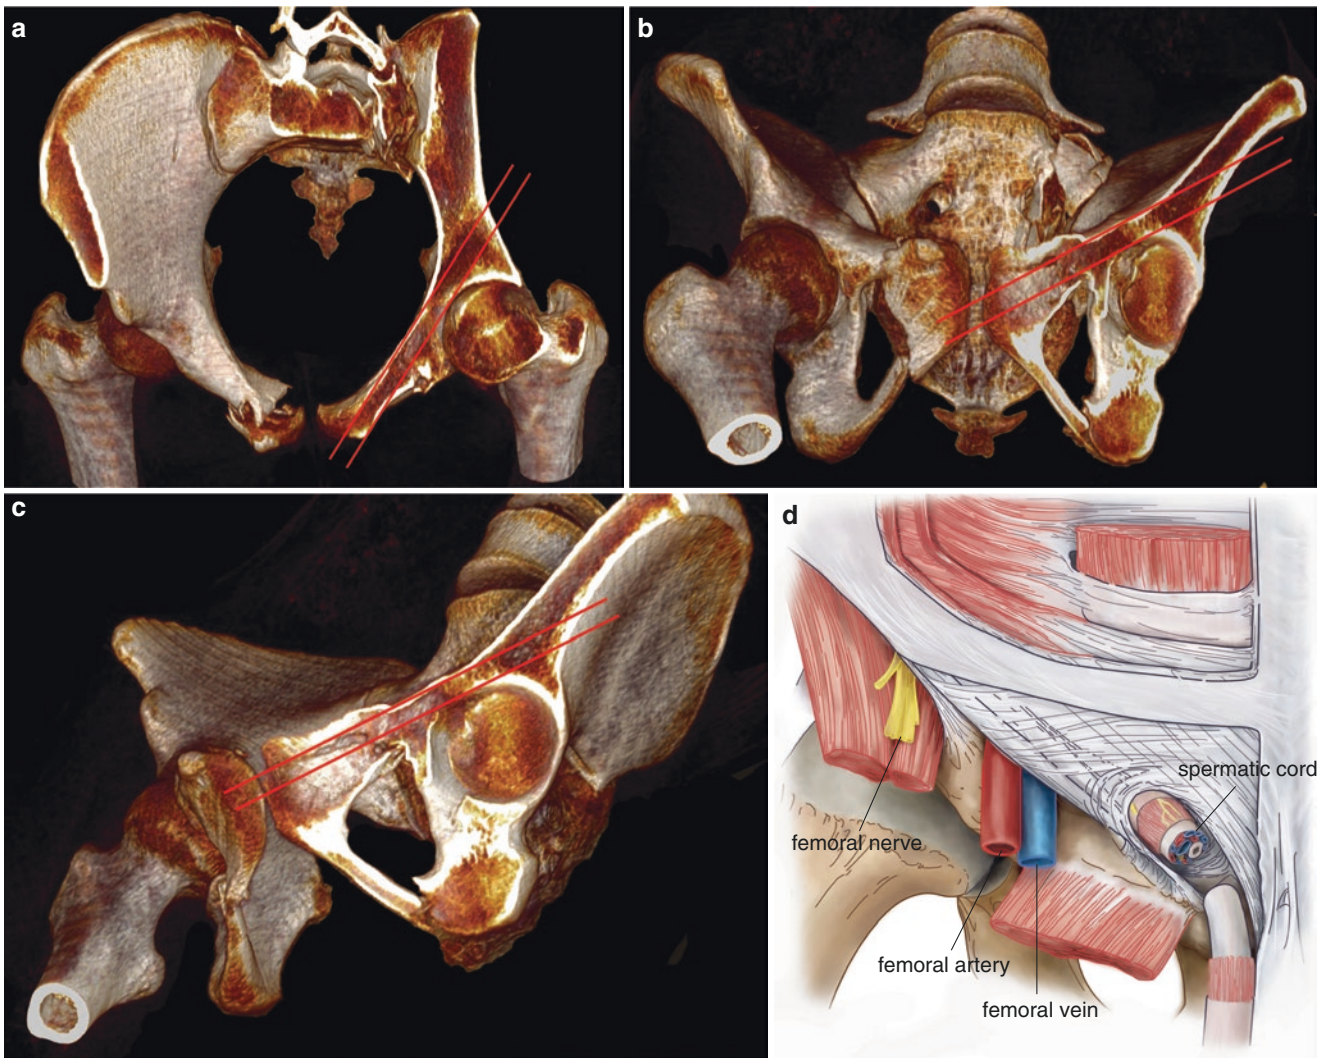 a
b
c
d
spermatic cord
femoral nerve
femoral artery
femoral vein